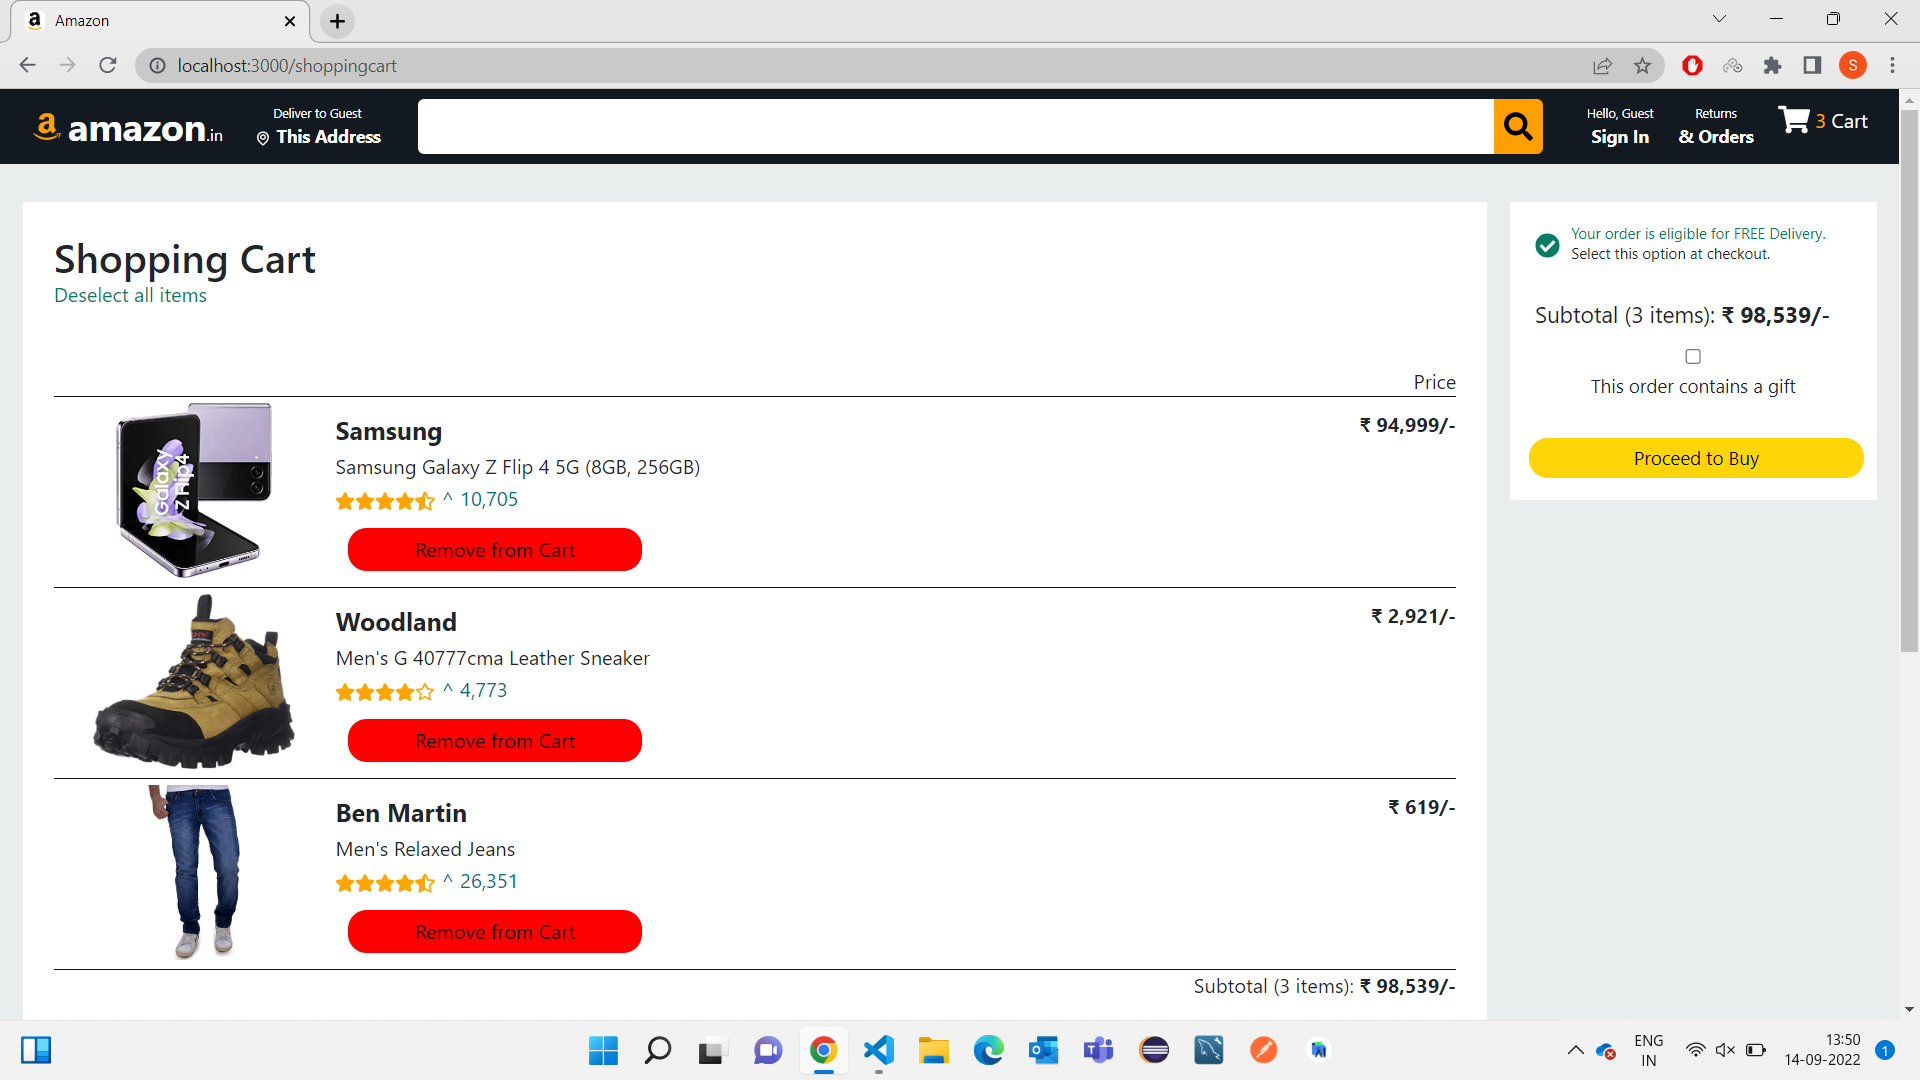 Amazon
localhost:3000/shoppingcart
S
amazon.in
Deliver to Guest
This Address
Hello, Guest
Sign In
Returns
& Orders
3 Cart
Shopping Cart
Deselect all items
Price
Galaxy
Z Flip4
Samsung
₹ 94,999/-
Samsung Galaxy Z Flip 4 5G (8GB, 256GB)
^ 10,705
Remove from Cart
Woodland
₹ 2,921/-
Men's G 40777cma Leather Sneaker
^ 4,773
Remove from Cart
Ben Martin
₹ 619/-
Men's Relaxed Jeans
^ 26,351
Remove from Cart
Subtotal (3 items): ₹ 98,539/-
Your order is eligible for FREE Delivery.
Select this option at checkout.
Subtotal (3 items): ₹ 98,539/-
This order contains a gift
Proceed to Buy
ENG
IN
13:50
14-09-2022
1